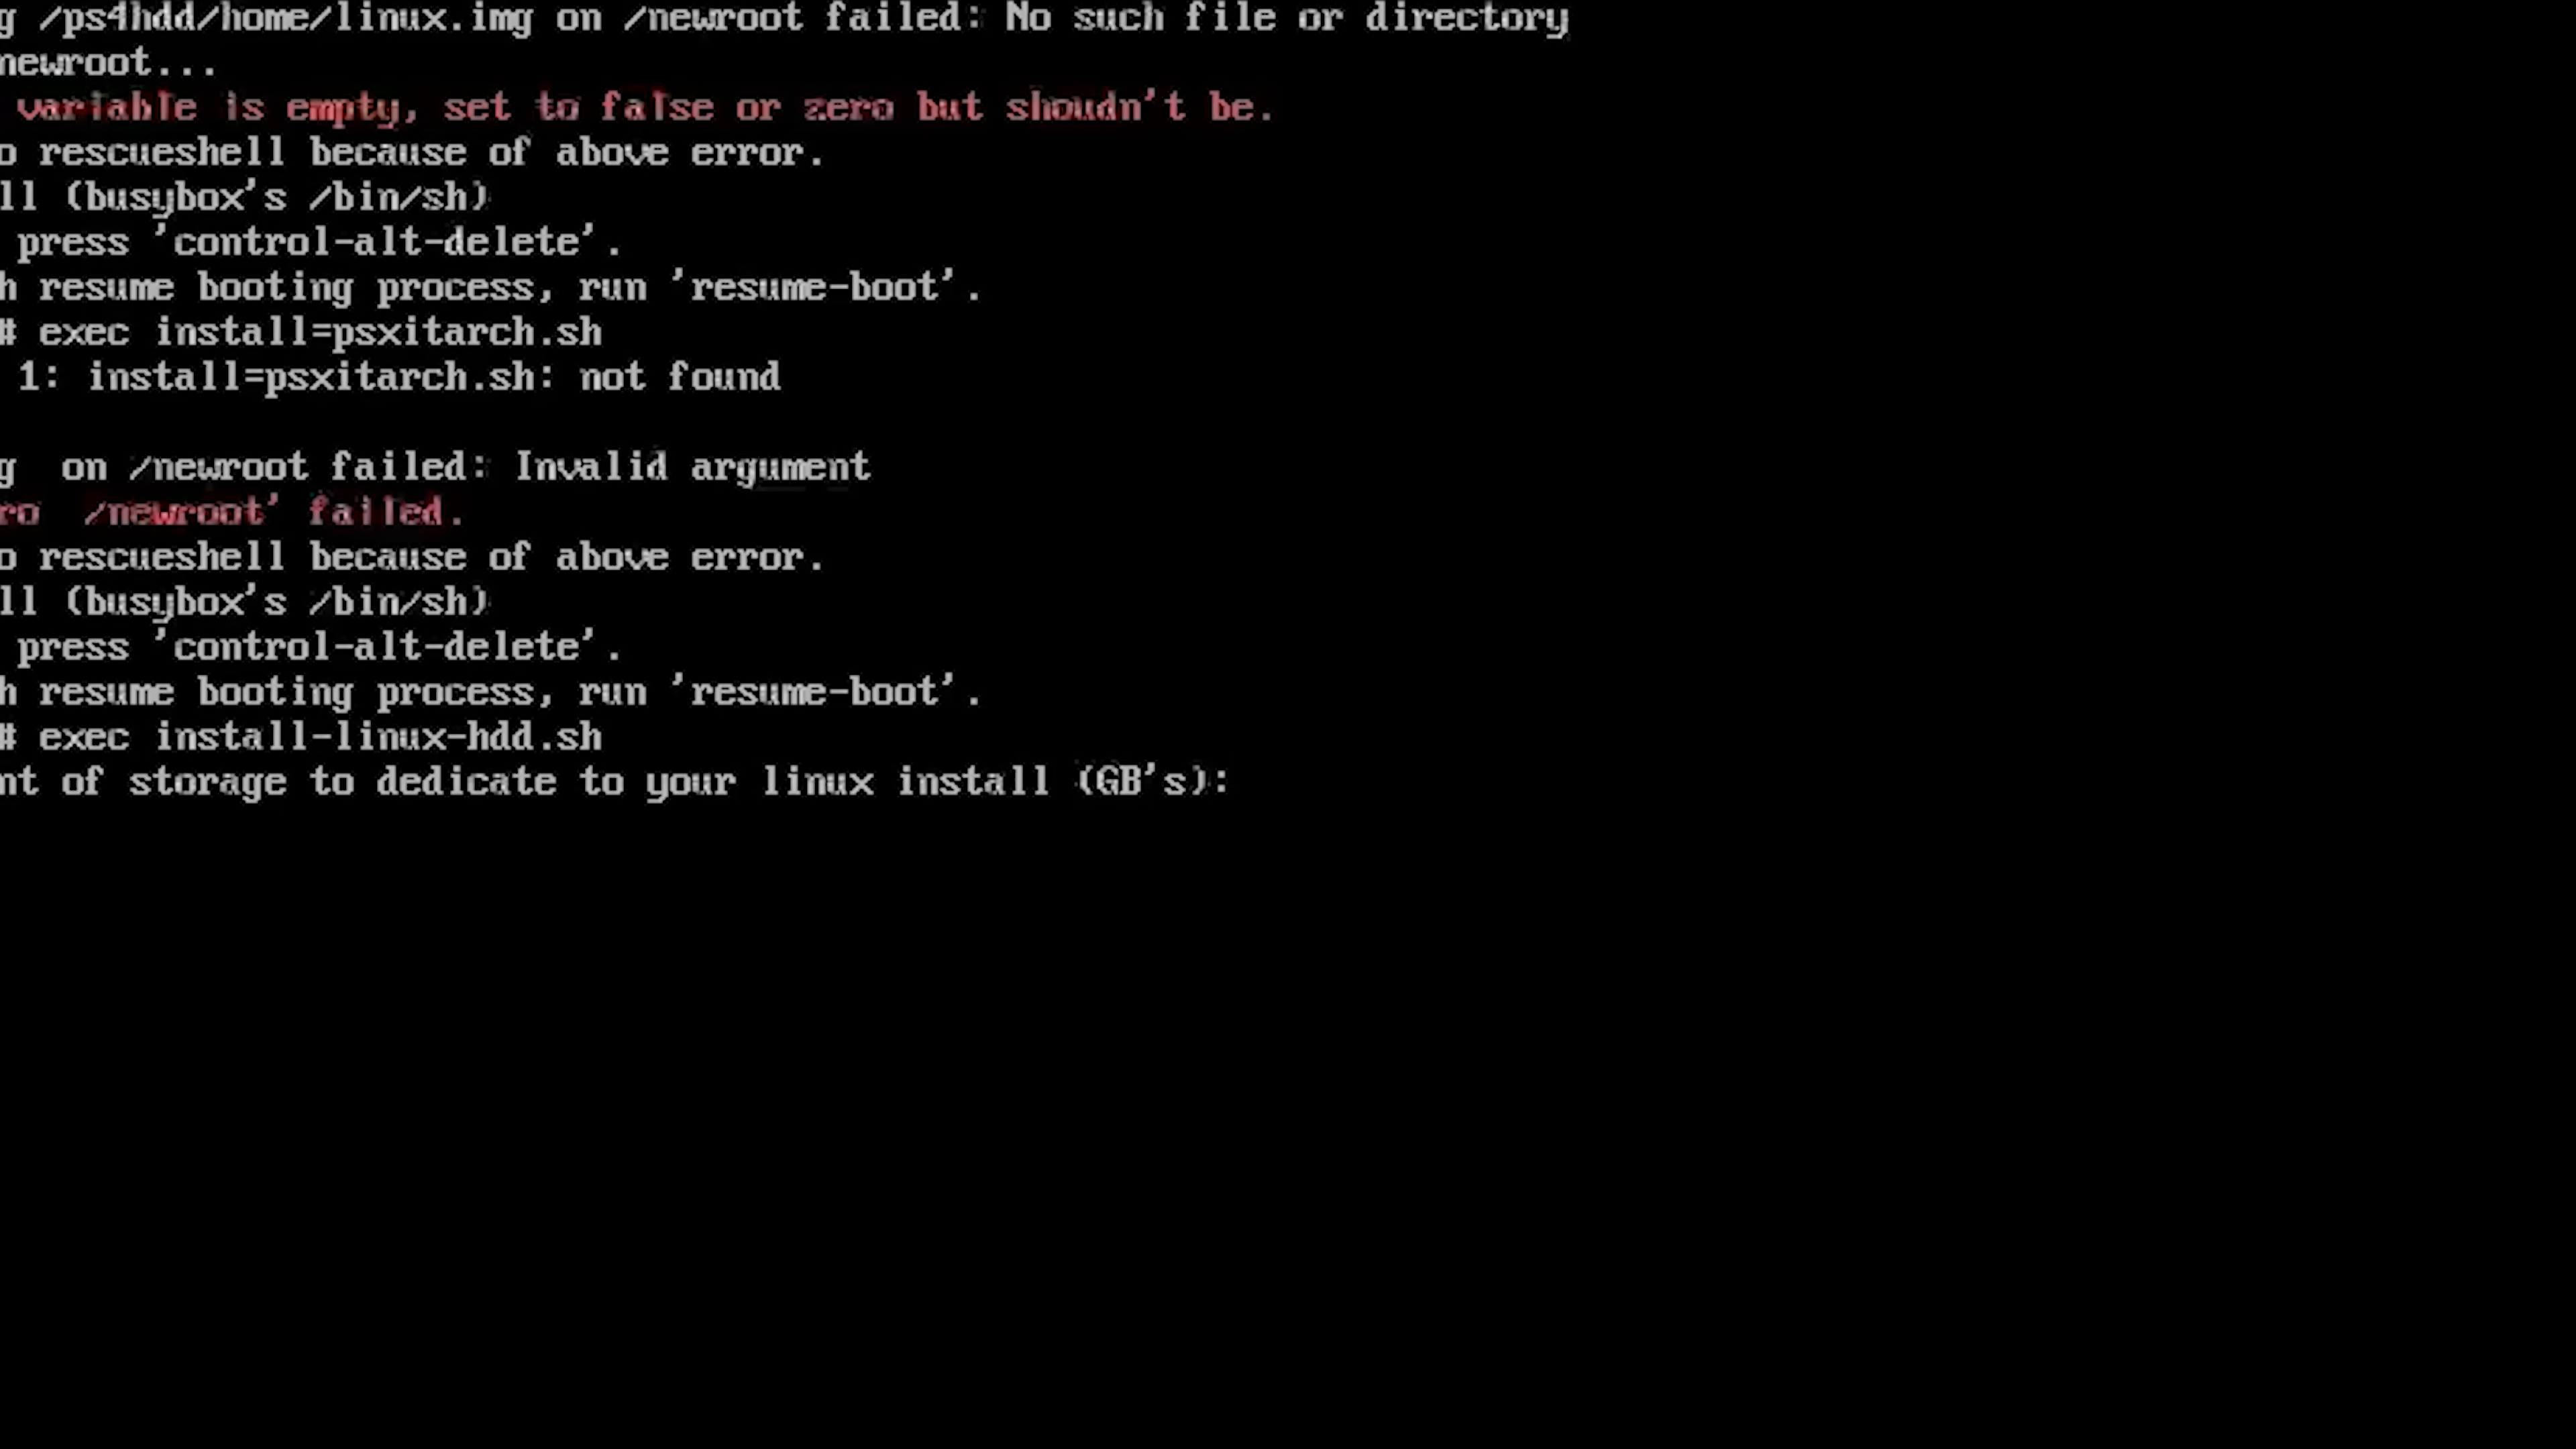 g /ps4hdd/home/linux.img on /newroot failed: No such file or directory
newroot...
variable is empty, set to false or zero but shoudn't be.
o rescueshell because of above error.
ll (busybox's /bin/sh)
press 'control-alt-delete'.
h resume booting process, run 'resume-boot'.
# exec install=psxitarch.sh
1: install=psxitarch.sh: not found
g  on /newroot failed: Invalid argument
ro  /newroot' failed.
o rescueshell because of above error.
ll (busybox's /bin/sh)
press 'control-alt-delete'.
h resume booting process, run 'resume-boot'.
# exec install-linux-hdd.sh
nt of storage to dedicate to your linux install (GB's):